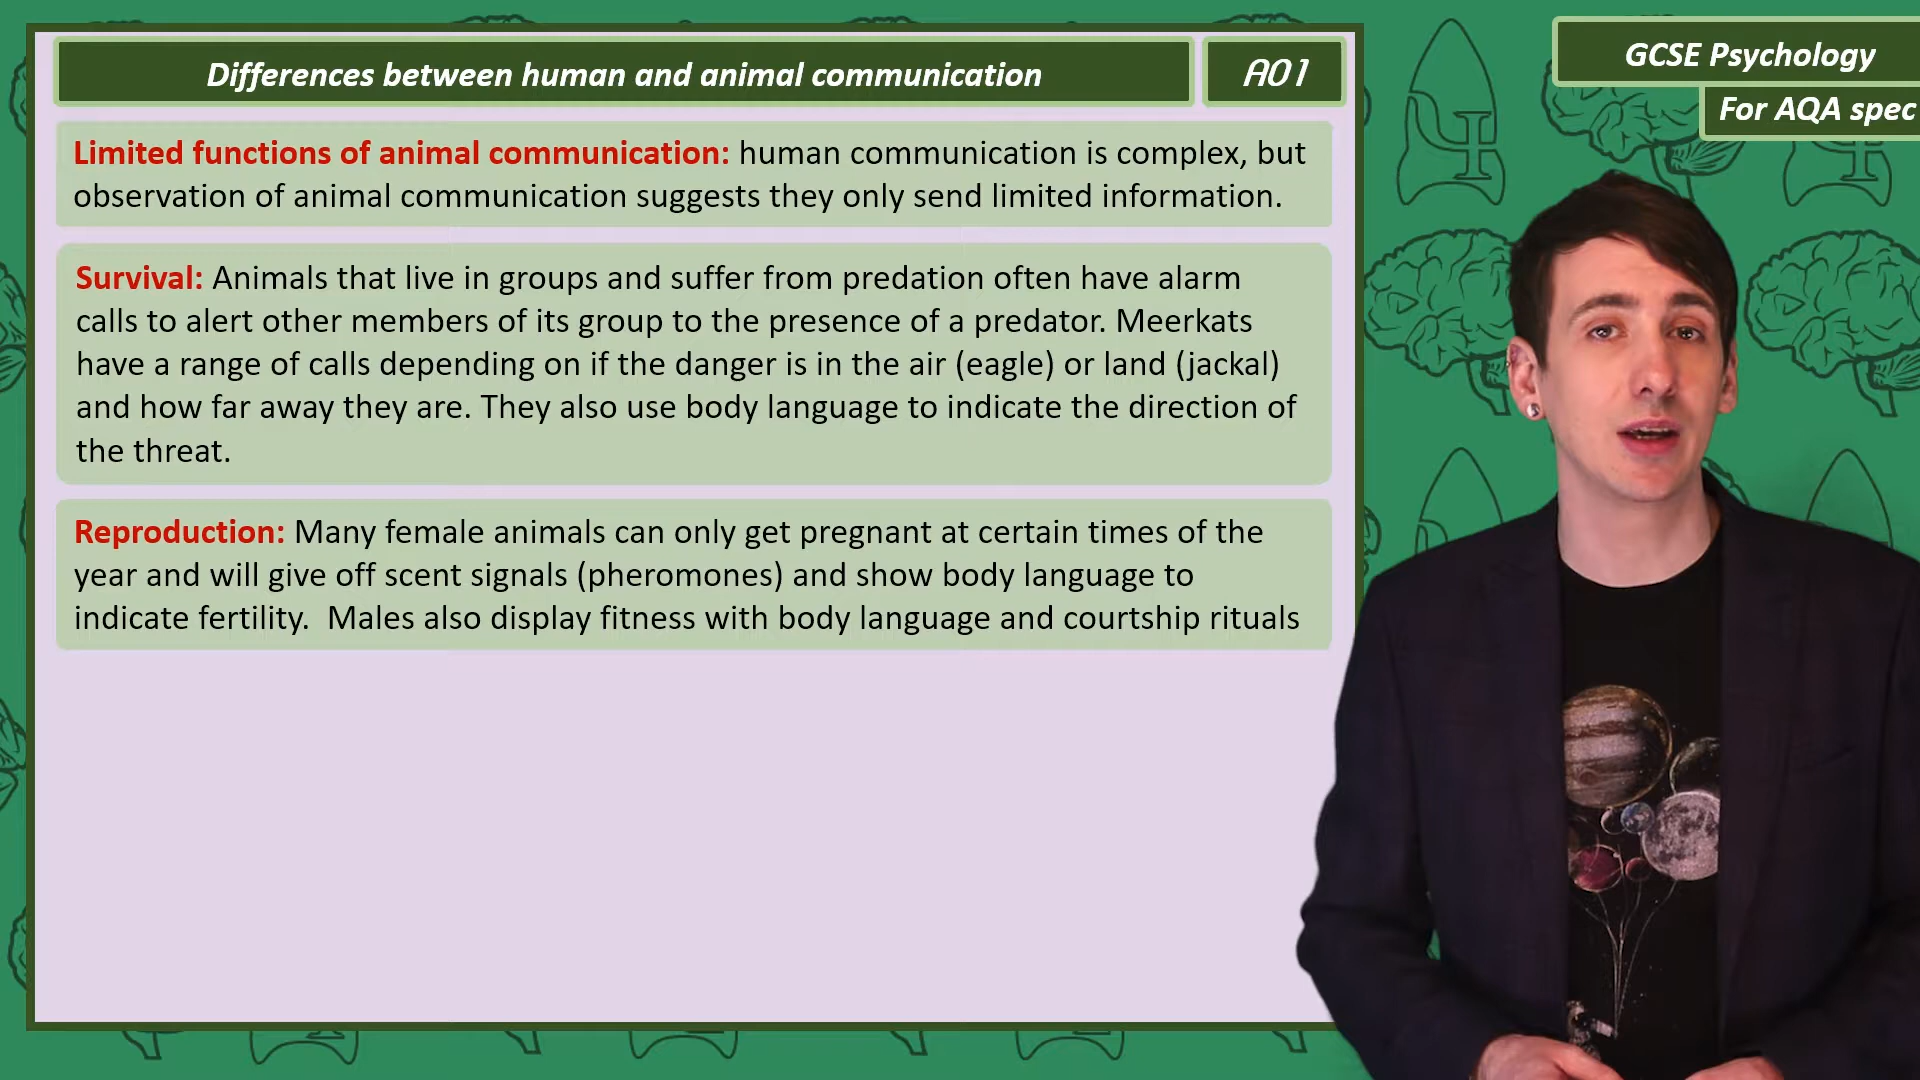 Differences between human and animal communication
AO1
GCSE Psychology
For AQA spec
Limited functions of animal communication: human communication is complex, but
observation of animal communication suggests they only send limited information.
Survival: Animals that live in groups and suffer from predation often have alarm
calls to alert other members of its group to the presence of a predator. Meerkats
have a range of calls depending on if the danger is in the air (eagle) or land (jackal)
and how far away they are. They also use body language to indicate the direction of
the threat.
Reproduction: Many female animals can only get pregnant at certain times of the
year and will give off scent signals (pheromones) and show body language to
indicate fertility.  Males also display fitness with body language and courtship rituals